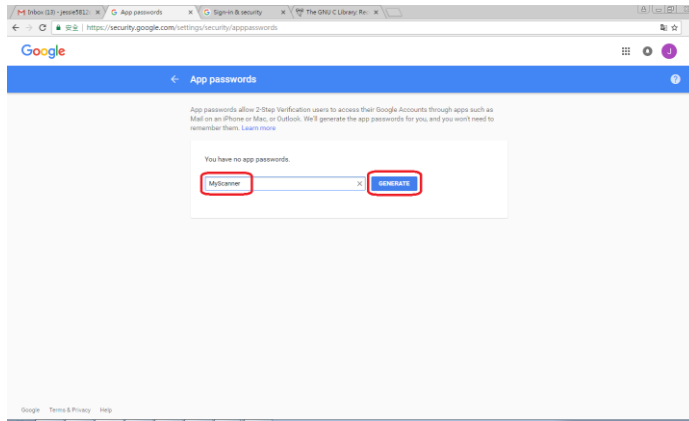 Inbox (13) - jesse5812
App passwords
Sign-in & security
The GNU C Library Re
安全 | https://security.google.com/settings/security/apppasswords
Google
J
App passwords
App passwords allow 2-Step Verification users to access their Google Accounts through apps such as
Mail on an iPhone or Mac, or Outlook. We'll generate the app passwords for you, and you won't need to
remember them. Learn more
You have no app passwords.
MyScanner
GENERATE
Google Terms & Privacy Help